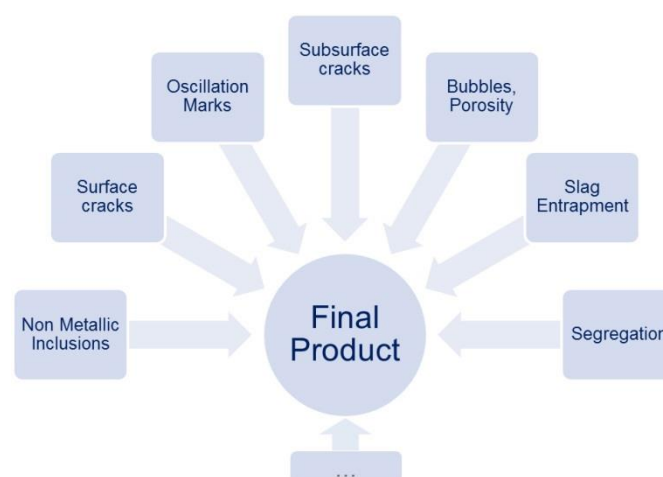 Subsurface
cracks
Oscillation
Marks
Bubbles,
Porosity
Surface
cracks
Slag
Entrapment
Non Metallic
Inclusions
Final
Product
Segregation
...